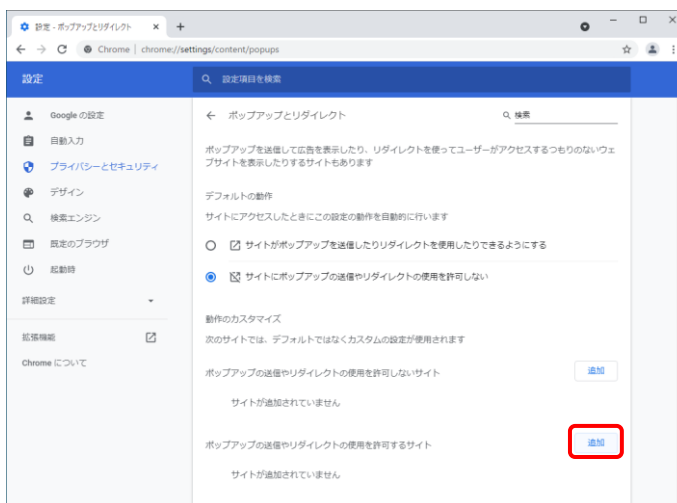 設定 - ポップアップとリダイレクト
Chrome | chrome://settings/content/popups
設定
設定項目を検索
Google の設定
自動入力
プライバシーとセキュリティ
デザイン
検索エンジン
既定のブラウザ
起動時
詳細設定
拡張機能
Chrome について
ポップアップとリダイレクト
検索
ポップアップを送信して広告を表示したり、リダイレクトを使ってユーザーがアクセスするつもりのないウェ
ブサイトを表示したりするサイトもあります
デフォルトの動作
サイトにアクセスしたときにこの設定の動作を自動的に行います
サイトがポップアップを送信したりリダイレクトを使用したりできるようにする
サイトにポップアップの送信やリダイレクトの使用を許可しない
動作のカスタマイズ
次のサイトでは、デフォルトではなくカスタムの設定が使用されます
ポップアップの送信やリダイレクトの使用を許可しないサイト
追加
サイトが追加されていません
ポップアップの送信やリダイレクトの使用を許可するサイト
追加
サイトが追加されていません